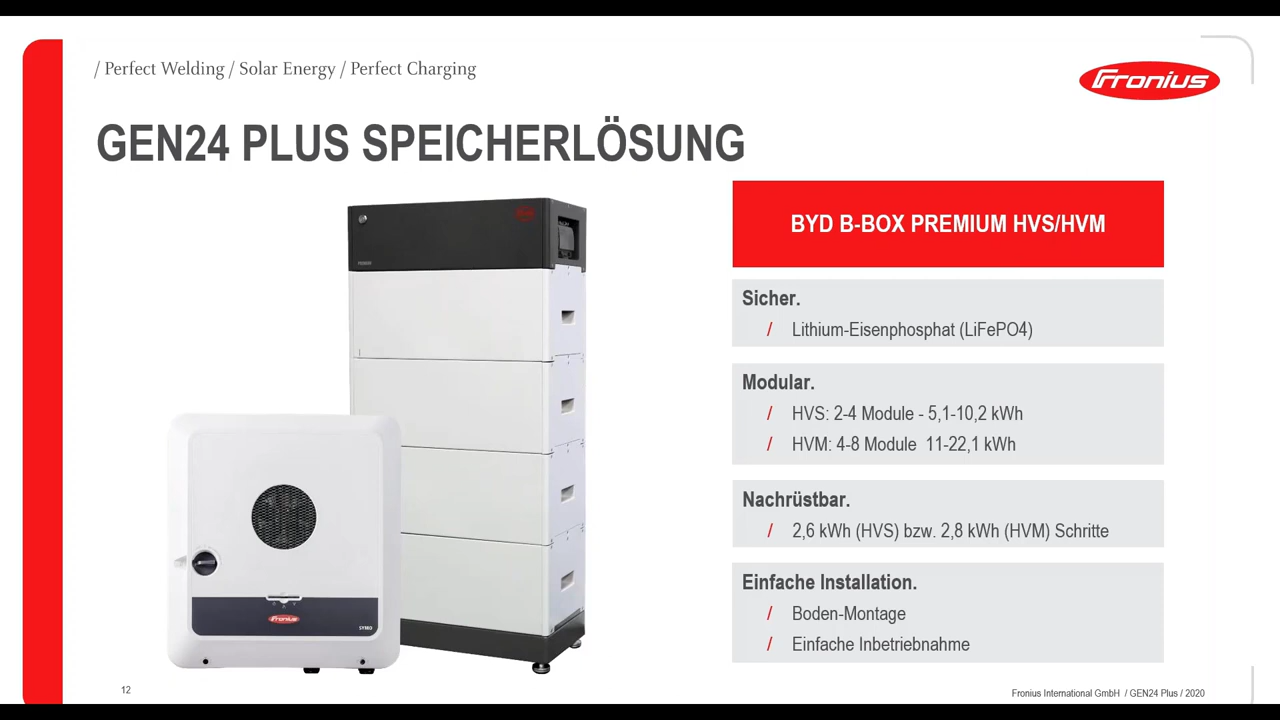 / Perfect Welding / Solar Energy / Perfect Charging
Fronius
GEN24 PLUS SPEICHERLÖSUNG
BYD B-BOX PREMIUM HVS/HVM
Sicher.
/ Lithium-Eisenphosphat (LiFePO4)
Modular.
/ HVS: 2-4 Module - 5,1-10,2 kWh
/ HVM: 4-8 Module 11-22,1 kWh
Nachrüstbar.
/ 2,6 kWh (HVS) bzw. 2,8 kWh (HVM) Schritte
Einfache Installation.
/ Boden-Montage
/ Einfache Inbetriebnahme
Fronius
SYMO
12
Fronius International GmbH / GEN24 Plus / 2020